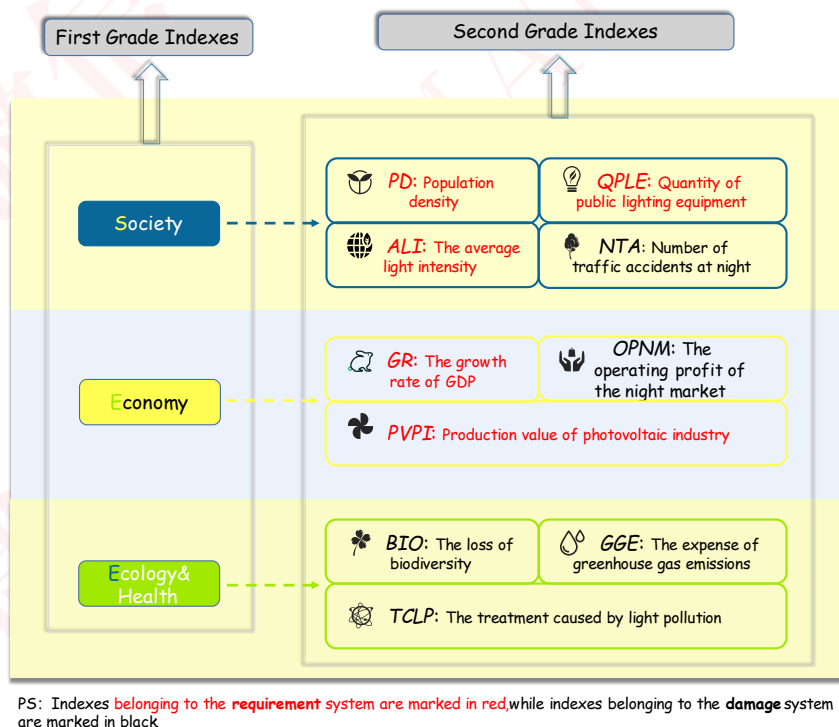 First Grade Indexes
Second Grade Indexes
Society
PD: Population
density
QPLE: Quantity of
public lighting equipment
ALI: The average
light intensity
NTA: Number of
traffic accidents at night
Economy
GR: The growth
rate of GDP
OPNM: The
operating profit of
the night market
PVPI: Production value of photovoltaic industry
Ecology&
Health
BIO: The loss of
biodiversity
GGE: The expense of
greenhouse gas emissions
TCLP: The treatment caused by light pollution
PS: Indexes belonging to the requirement system are marked in red,while indexes belonging to the damage system
are marked in black